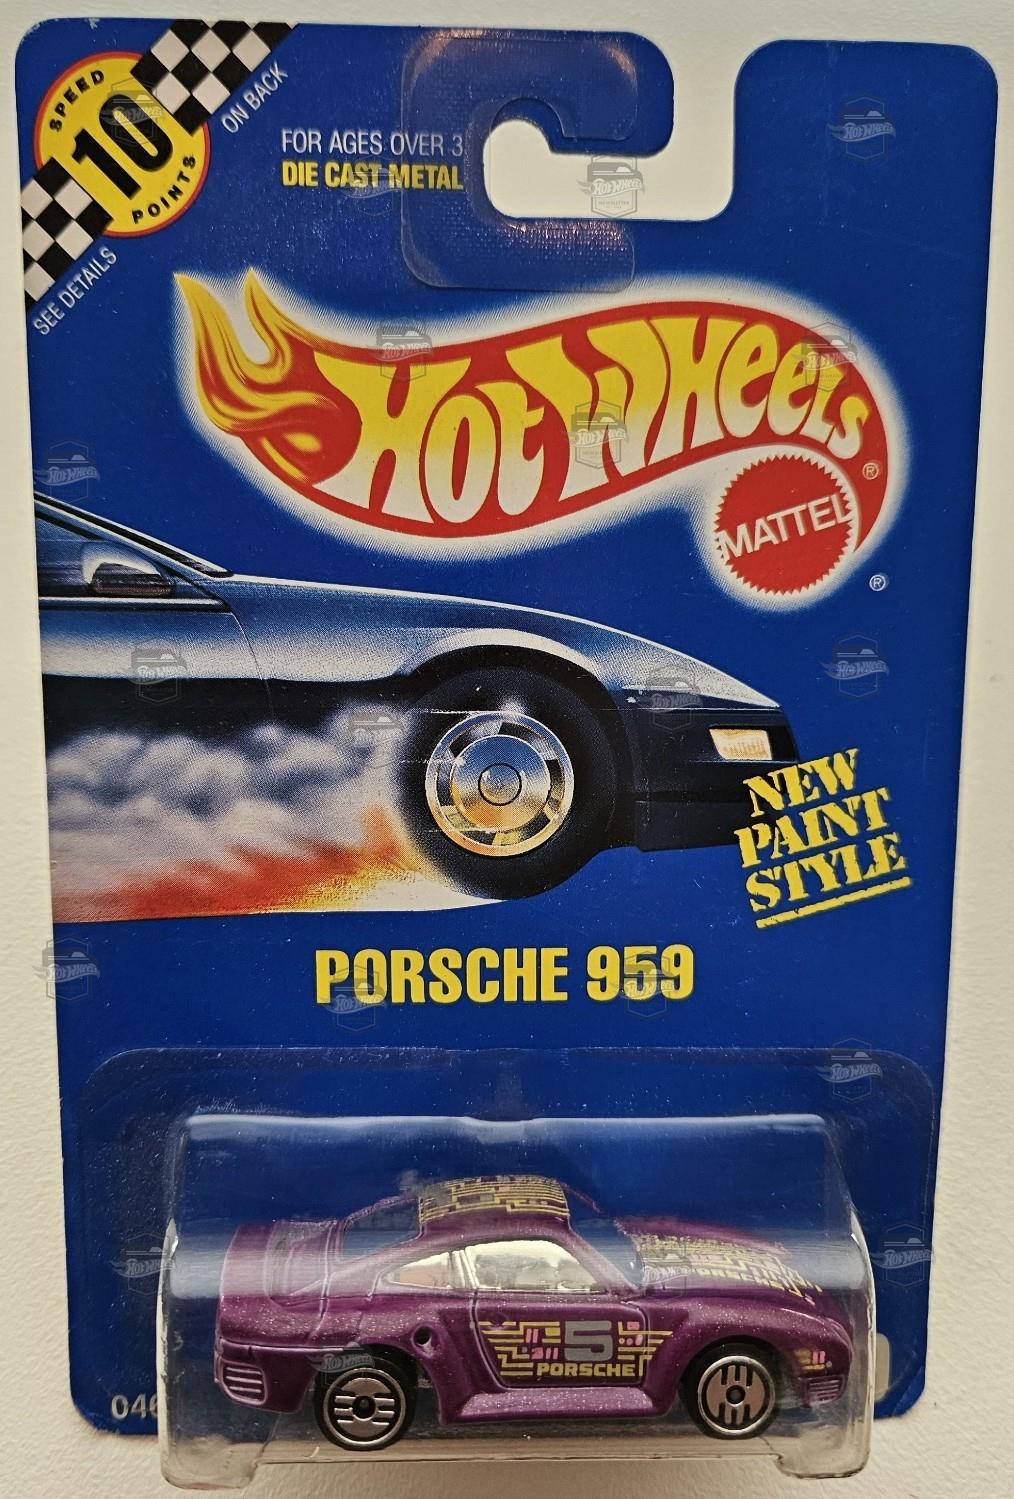 SPEED
10
POINTS
ON BACK
SEE DETAILS
FOR AGES OVER 3
DIE CAST METAL
HOT WHEELS ®
MATTEL
®
NEW
PAINT
STYLE
PORSCHE 959
5
PORSCHE